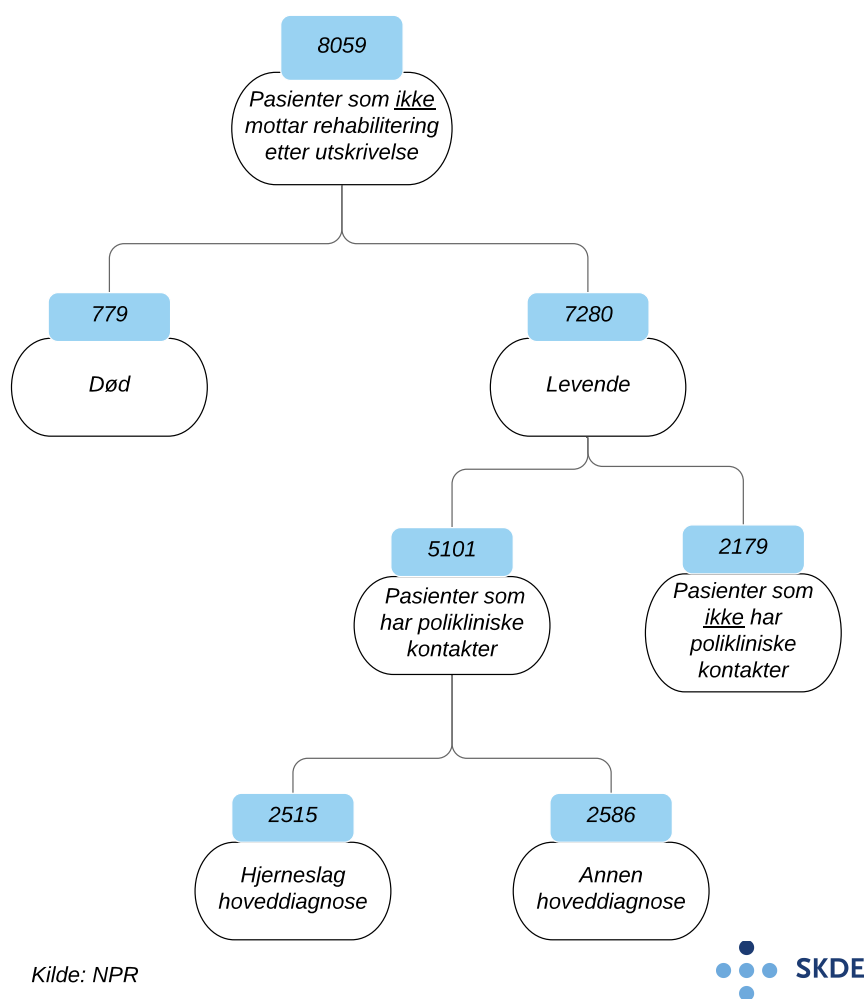 8059
Pasienter som ikke
mottar rehabilitering
etter utskrivelse
779
Død
7280
Levende
5101
Pasienter som
har polikliniske
kontakter
2179
Pasienter som
ikke har
polikliniske
kontakter
2515
Hjerneslag
hoveddiagnose
2586
Annen
hoveddiagnose
Kilde: NPR
SKDE